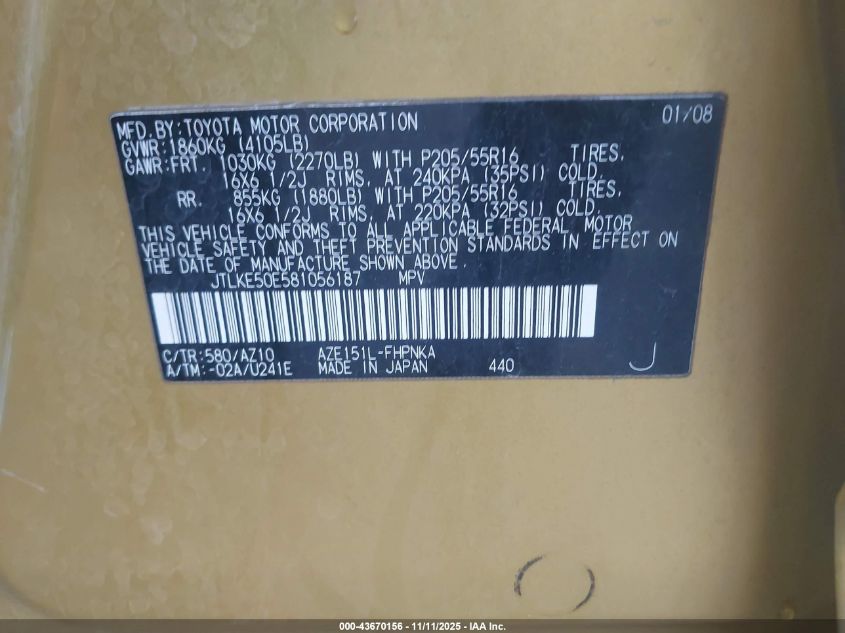 MFD. BY: TOYOTA MOTOR CORPORATION 01/08
GVWR: 1860KG (4105LB)
GAWR: FRT. 1030KG (2270LB) WITH P205/55R16 TIRES,
16X6 1/2J RIMS, AT 240KPA (35PSI) COLD.
RR. 855KG (1880LB) WITH P205/55R16 TIRES,
16X6 1/2J RIMS, AT 220KPA (32PSI) COLD.
THIS VEHICLE CONFORMS TO ALL APPLICABLE FEDERAL MOTOR
VEHICLE SAFETY AND THEFT PREVENTION STANDARDS IN EFFECT ON
THE DATE OF MANUFACTURE SHOWN ABOVE.
JTLKE50E581056187 MPV
C/TR: 580/AZ10 AZE151L-FHPNKA
A/TM: -02A/U241E MADE IN JAPAN 440 J
000-43670156 - 11/11/2025 - IAA Inc.